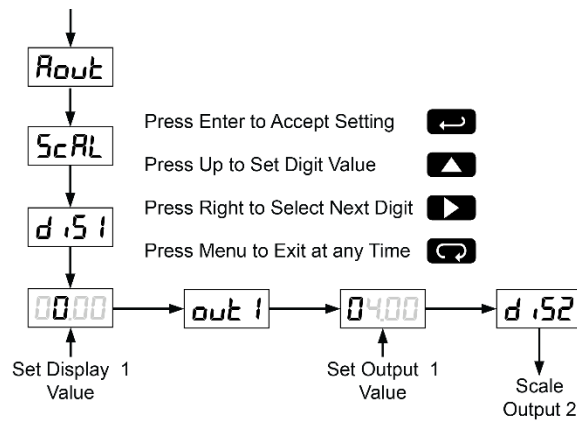 Aout
ScAL
Press Enter to Accept Setting
Press Up to Set Digit Value
diS1
Press Right to Select Next Digit
Press Menu to Exit at any Time
00.00
out 1
04.00
diS2
Set Display 1
Value
Set Output 1
Value
Scale
Output 2